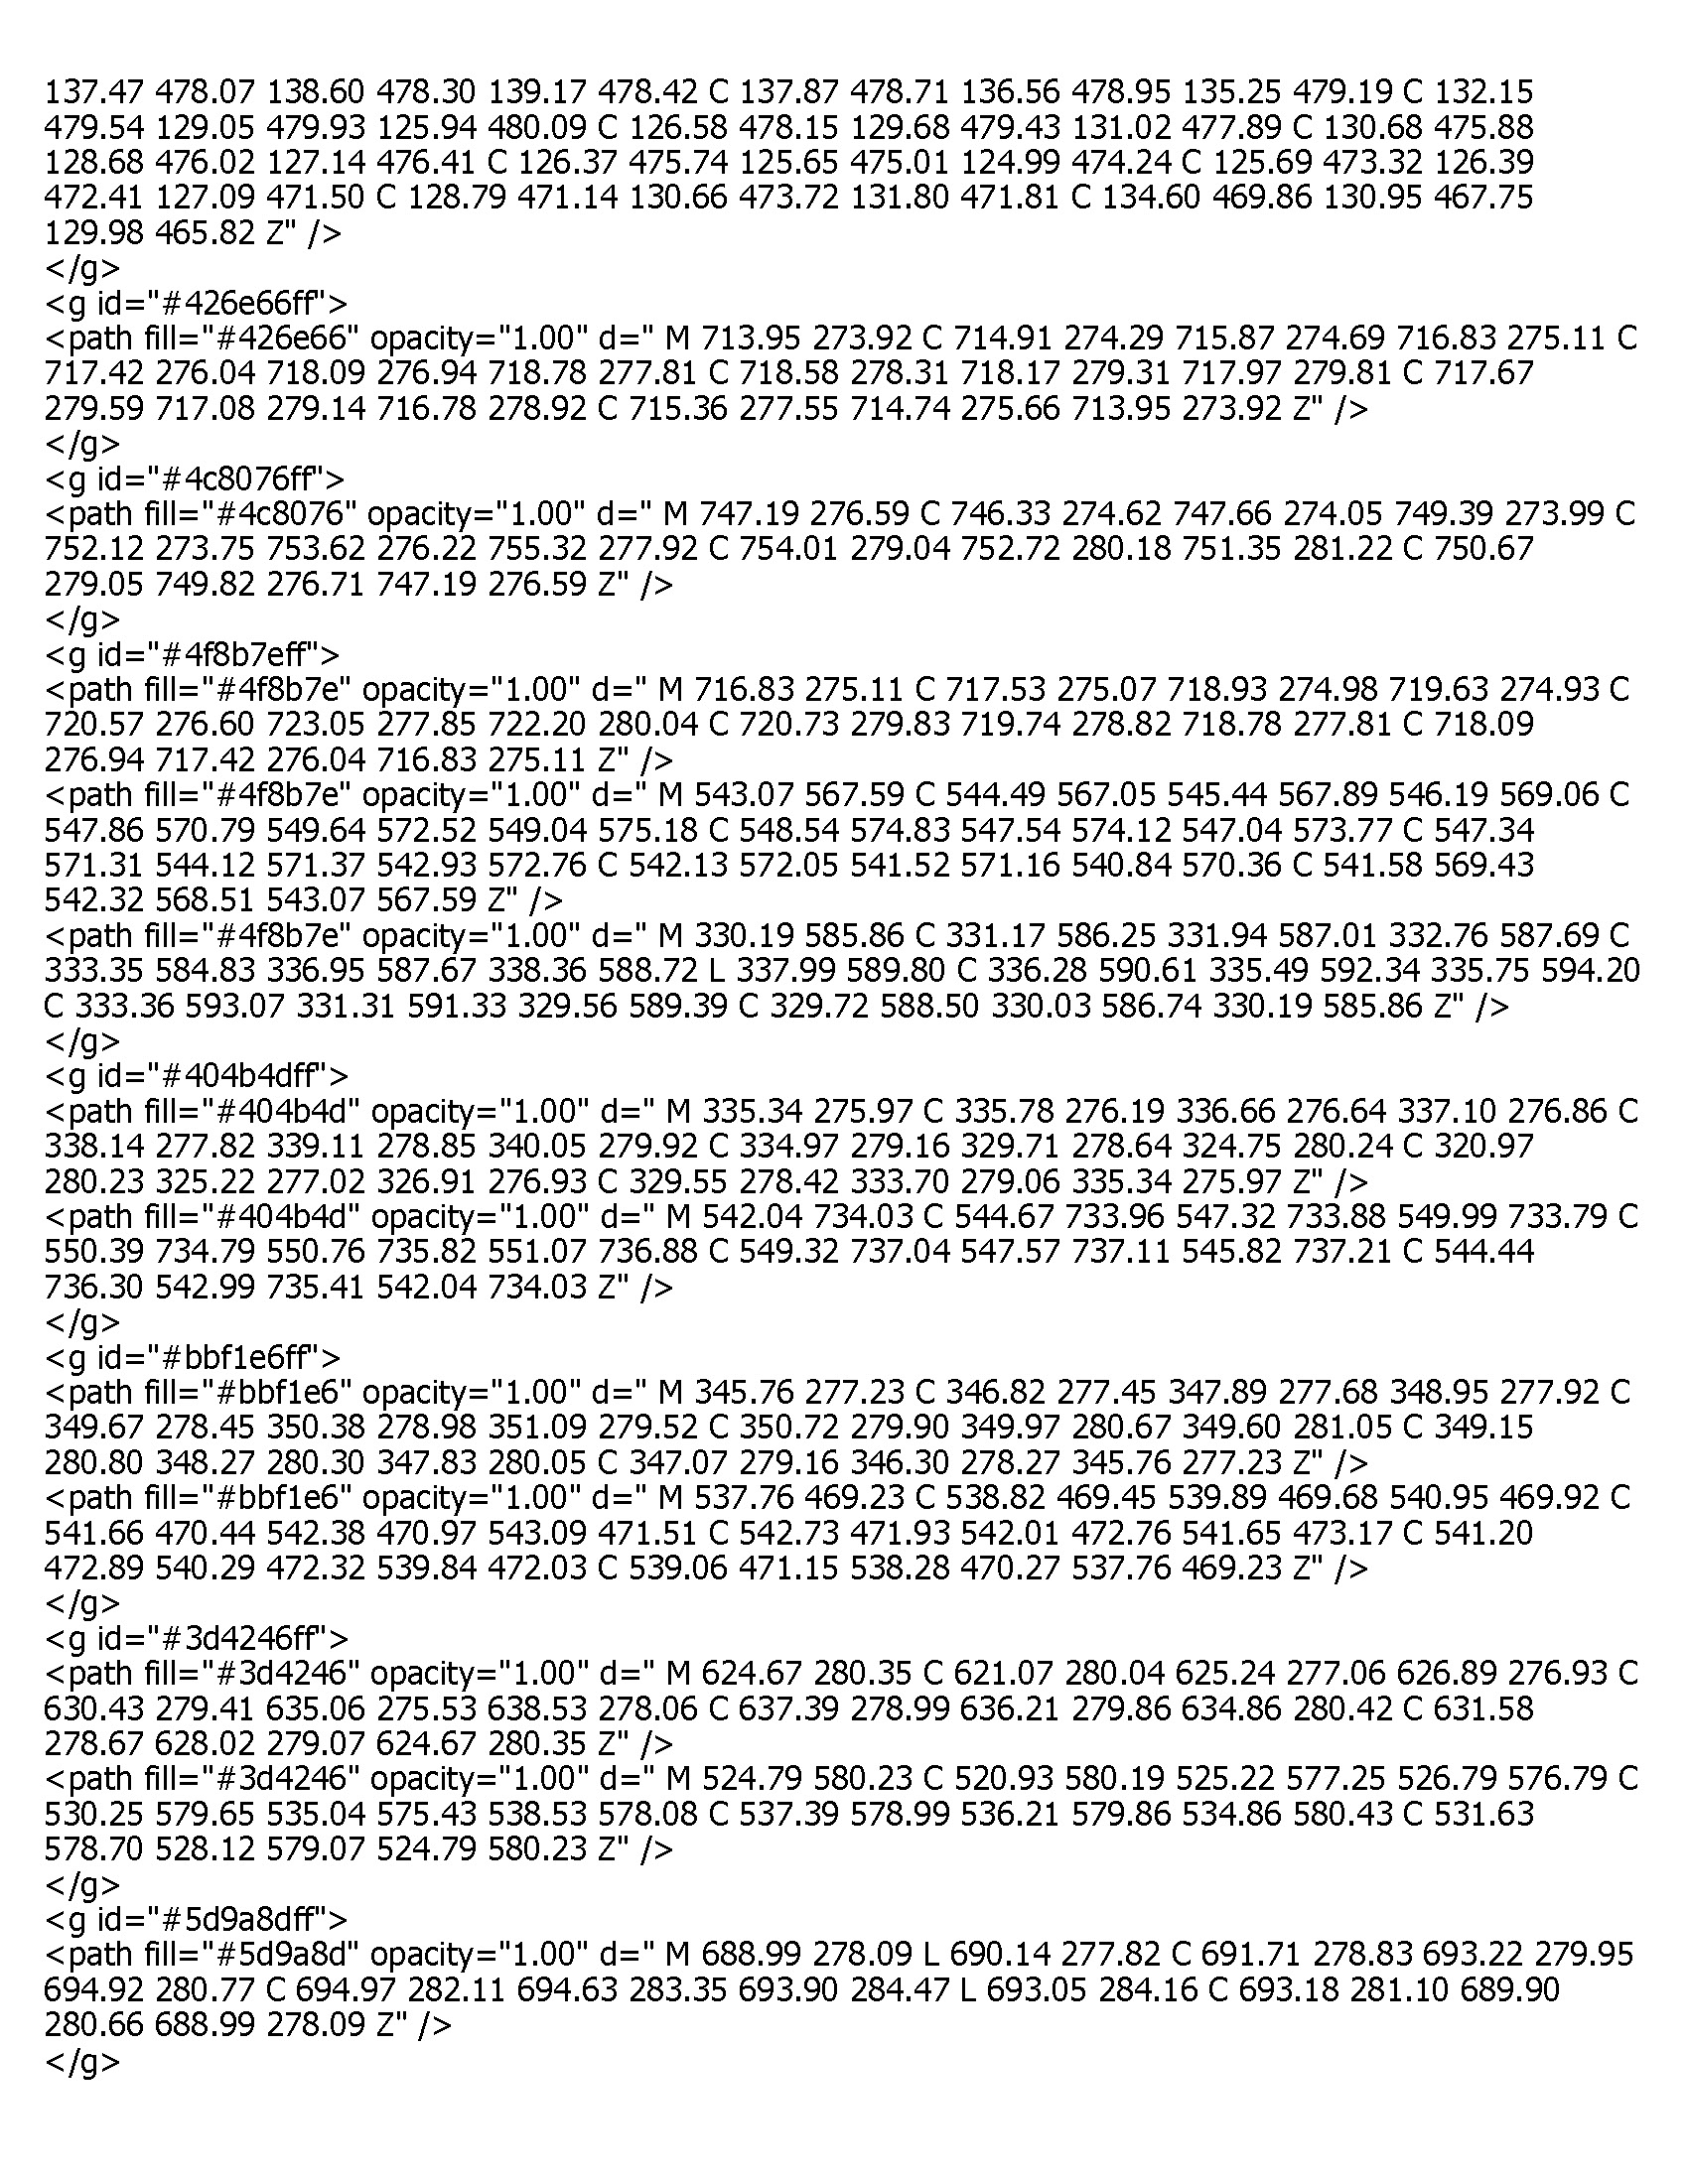 137.47 478.07 138.60 478.30 139.17 478.42 C 137.87 478.71 136.56 478.95 135.25 479.19 C 132.15
479.54 129.05 479.93 125.94 480.09 C 126.58 478.15 129.68 479.43 131.02 477.89 C 130.68 475.88
128.68 476.02 127.14 476.41 C 126.37 475.74 125.65 475.01 124.99 474.24 C 125.69 473.32 126.39
472.41 127.09 471.50 C 128.79 471.14 130.66 473.72 131.80 471.81 C 134.60 469.86 130.95 467.75
129.98 465.82 Z" />
</g>
<g id="#426e66ff">
<path fill="#426e66" opacity="1.00" d=" M 713.95 273.92 C 714.91 274.29 715.87 274.69 716.83 275.11 C
717.42 276.04 718.09 276.94 718.78 277.81 C 718.58 278.31 718.17 279.31 717.97 279.81 C 717.67
279.59 717.08 279.14 716.78 278.92 C 715.36 277.55 714.74 275.66 713.95 273.92 Z" />
</g>
<g id="#4c8076ff">
<path fill="#4c8076" opacity="1.00" d=" M 747.19 276.59 C 746.33 274.62 747.66 274.05 749.39 273.99 C
752.12 273.75 753.62 276.22 755.32 277.92 C 754.01 279.04 752.72 280.18 751.35 281.22 C 750.67
279.05 749.82 276.71 747.19 276.59 Z" />
</g>
<g id="#4f8b7eff">
<path fill="#4f8b7e" opacity="1.00" d=" M 716.83 275.11 C 717.53 275.07 718.93 274.98 719.63 274.93 C
720.57 276.60 723.05 277.85 722.20 280.04 C 720.73 279.83 719.74 278.82 718.78 277.81 C 718.09
276.94 717.42 276.04 716.83 275.11 Z" />
<path fill="#4f8b7e" opacity="1.00" d=" M 543.07 567.59 C 544.49 567.05 545.44 567.89 546.19 569.06 C
547.86 570.79 549.64 572.52 549.04 575.18 C 548.54 574.83 547.54 574.12 547.04 573.77 C 547.34
571.31 544.12 571.37 542.93 572.76 C 542.13 572.05 541.52 571.16 540.84 570.36 C 541.58 569.43
542.32 568.51 543.07 567.59 Z" />
<path fill="#4f8b7e" opacity="1.00" d=" M 330.19 585.86 C 331.17 586.25 331.94 587.01 332.76 587.69 C
333.35 584.83 336.95 587.67 338.36 588.72 L 337.99 589.80 C 336.28 590.61 335.49 592.34 335.75 594.20
C 333.36 593.07 331.31 591.33 329.56 589.39 C 329.72 588.50 330.03 586.74 330.19 585.86 Z" />
</g>
<g id="#404b4dff">
<path fill="#404b4d" opacity="1.00" d=" M 335.34 275.97 C 335.78 276.19 336.66 276.64 337.10 276.86 C
338.14 277.82 339.11 278.85 340.05 279.92 C 334.97 279.16 329.71 278.64 324.75 280.24 C 320.97
280.23 325.22 277.02 326.91 276.93 C 329.55 278.42 333.70 279.06 335.34 275.97 Z" />
<path fill="#404b4d" opacity="1.00" d=" M 542.04 734.03 C 544.67 733.96 547.32 733.88 549.99 733.79 C
550.39 734.79 550.76 735.82 551.07 736.88 C 549.32 737.04 547.57 737.11 545.82 737.21 C 544.44
736.30 542.99 735.41 542.04 734.03 Z" />
</g>
<g id="#bbf1e6ff">
<path fill="#bbf1e6" opacity="1.00" d=" M 345.76 277.23 C 346.82 277.45 347.89 277.68 348.95 277.92 C
349.67 278.45 350.38 278.98 351.09 279.52 C 350.72 279.90 349.97 280.67 349.60 281.05 C 349.15
280.80 348.27 280.30 347.83 280.05 C 347.07 279.16 346.30 278.27 345.76 277.23 Z" />
<path fill="#bbf1e6" opacity="1.00" d=" M 537.76 469.23 C 538.82 469.45 539.89 469.68 540.95 469.92 C
541.66 470.44 542.38 470.97 543.09 471.51 C 542.73 471.93 542.01 472.76 541.65 473.17 C 541.20
472.89 540.29 472.32 539.84 472.03 C 539.06 471.15 538.28 470.27 537.76 469.23 Z" />
</g>
<g id="#3d4246ff">
<path fill="#3d4246" opacity="1.00" d=" M 624.67 280.35 C 621.07 280.04 625.24 277.06 626.89 276.93 C
630.43 279.41 635.06 275.53 638.53 278.06 C 637.39 278.99 636.21 279.86 634.86 280.42 C 631.58
278.67 628.02 279.07 624.67 280.35 Z" />
<path fill="#3d4246" opacity="1.00" d=" M 524.79 580.23 C 520.93 580.19 525.22 577.25 526.79 576.79 C
530.25 579.65 535.04 575.43 538.53 578.08 C 537.39 578.99 536.21 579.86 534.86 580.43 C 531.63
578.70 528.12 579.07 524.79 580.23 Z" />
</g>
<g id="#5d9a8dff">
<path fill="#5d9a8d" opacity="1.00" d=" M 688.99 278.09 L 690.14 277.82 C 691.71 278.83 693.22 279.95
694.92 280.77 C 694.97 282.11 694.63 283.35 693.90 284.47 L 693.05 284.16 C 693.18 281.10 689.90
280.66 688.99 278.09 Z" />
</g>